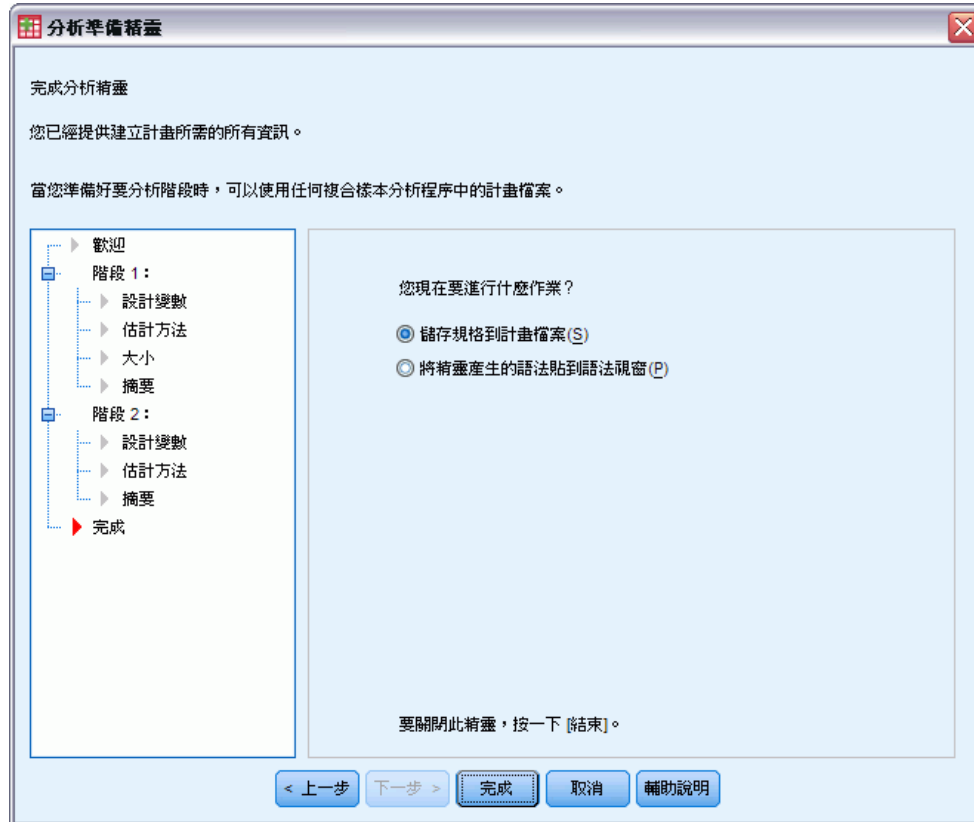 分析準備精靈
完成分析精靈
您已經提供建立計畫所需的所有資訊。
當您準備好要分析階段時，可以使用任何複合樣本分析程序中的計畫檔案。
歡迎
階段 1：
設計變數
估計方法
大小
摘要
階段 2：
設計變數
估計方法
摘要
完成
您現在要進行什麼作業？
儲存規格到計畫檔案(S)
將精靈產生的語法貼到語法視窗(P)
要關閉此精靈，按一下 [結束]。
< 上一步
下一步 >
完成
取消
輔助說明